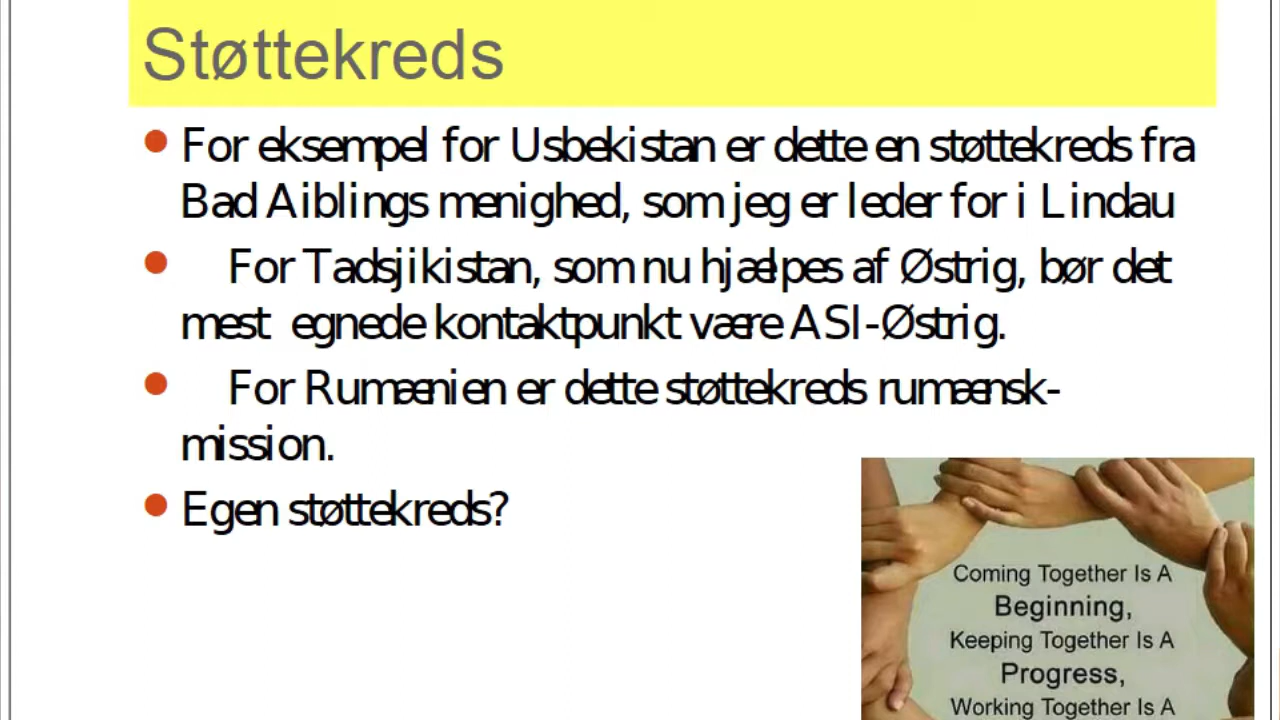 Støttekreds
For eksempel for Usbekistan er dette en støttekreds fra
Bad Aiblings menighed, som jeg er leder for i Lindau
For Tadsjikistan, som nu hjælpes af Østrig, bør det
mest egnede kontaktpunkt være ASI-Østrig.
For Rumænien er dette støttekreds rumænsk-
mission.
Egen støttekreds?
Coming Together Is A
Beginning,
Keeping Together Is A
Progress,
Working Together Is A